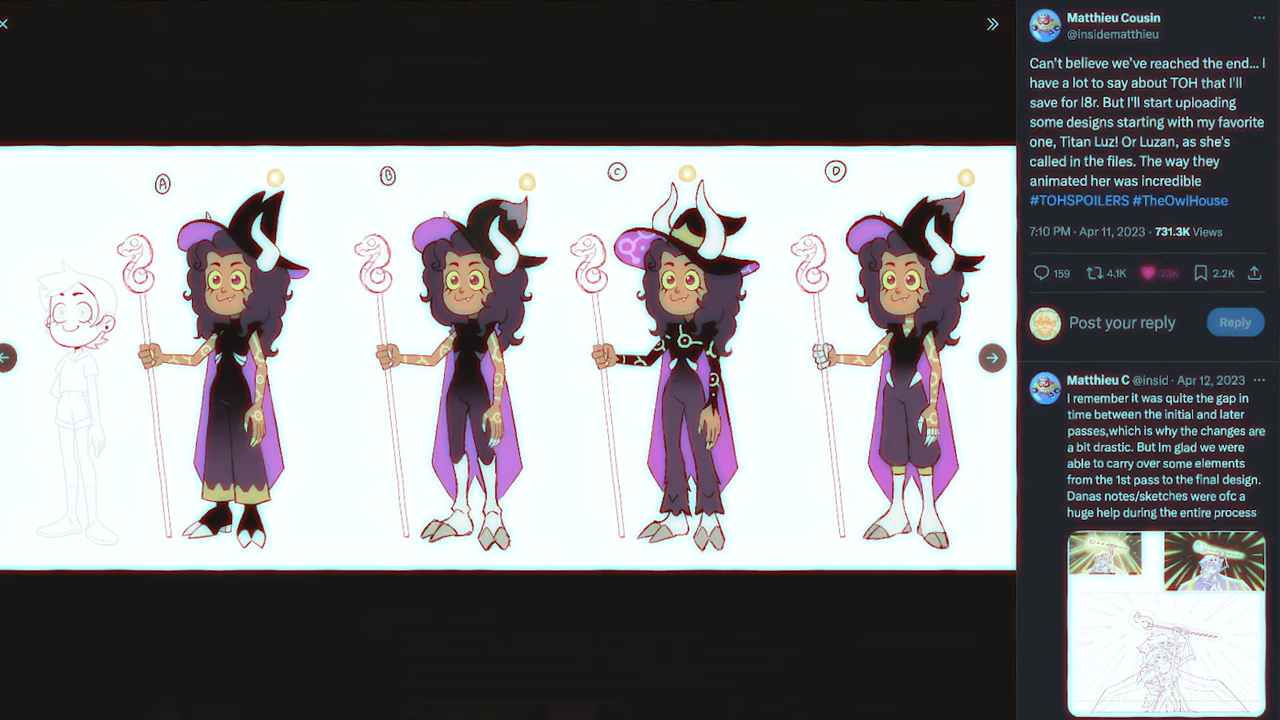 A
B
C
D
Matthieu Cousin
@insidematthieu
Can't believe we've reached the end... I
have a lot to say about TOH that I'll
save for l8r. But I'll start uploading
some designs starting with my favorite
one, Titan Luz! Or Luzan, as she's
called in the files. The way they
animated her was incredible
#TOHSPOILERS #TheOwlHouse
7:10 PM · Apr 11, 2023 · 731.3K Views
159 4.1K 23K 2.2K
Post your reply
Reply
Matthieu C @insid · Apr 12, 2023
I remember it was quite the gap in
time between the initial and later
passes,which is why the changes are
a bit drastic. But Im glad we were
able to carry over some elements
from the 1st pass to the final design.
Danas notes/sketches were ofc a
huge help during the entire process